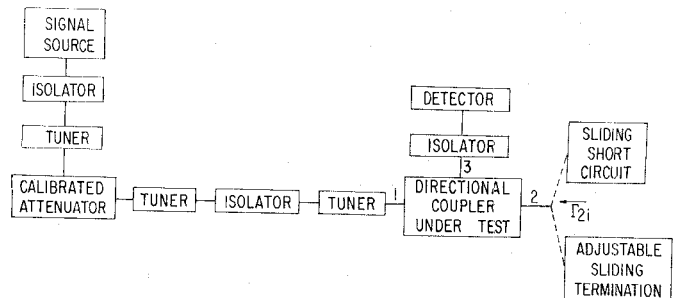 SIGNAL
SOURCE
ISOLATOR
TUNER
CALIBRATED
ATTENUATOR
TUNER
ISOLATOR
TUNER
1
DIRECTIONAL
COUPLER
UNDER TEST
3
ISOLATOR
DETECTOR
2
Γ2i
SLIDING
SHORT
CIRCUIT
ADJUSTABLE
SLIDING
TERMINATION